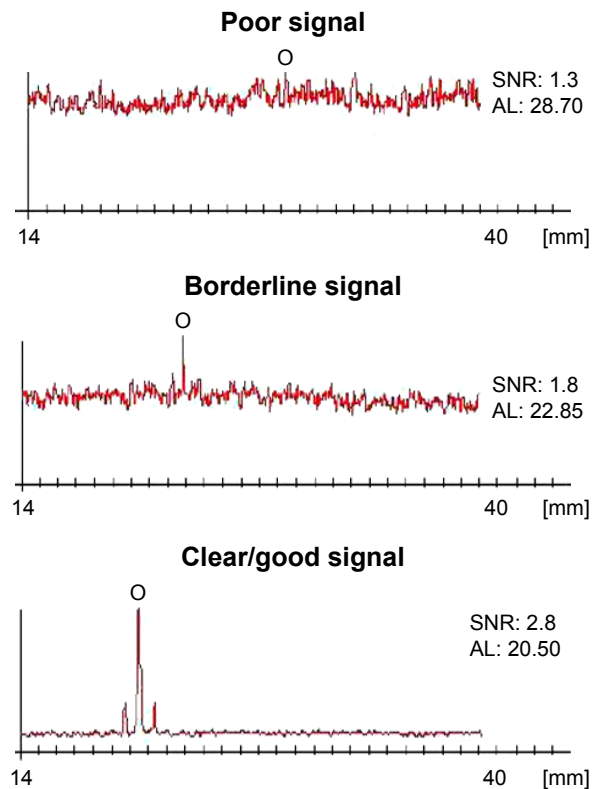 Poor signal
O
SNR: 1.3
AL: 28.70
14
40
[mm]
Borderline signal
O
SNR: 1.8
AL: 22.85
14
40
[mm]
Clear/good signal
O
SNR: 2.8
AL: 20.50
14
40
[mm]